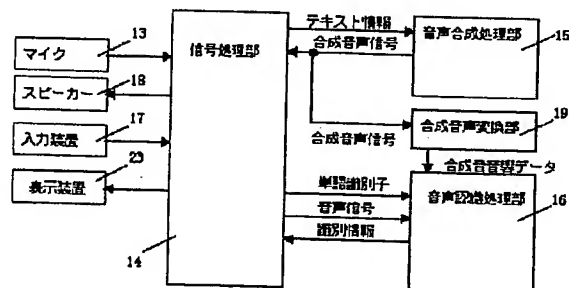 13
マイク
18
スピーカー
17
入力装置
23
表示装置
信号処理部
14
テキスト情報
合成音声信号
音声合成処理部
15
合成音声信号
合成音声変換部
19
合成音響データ
単語識別子
音声信号
識別情報
音声認識処理部
16